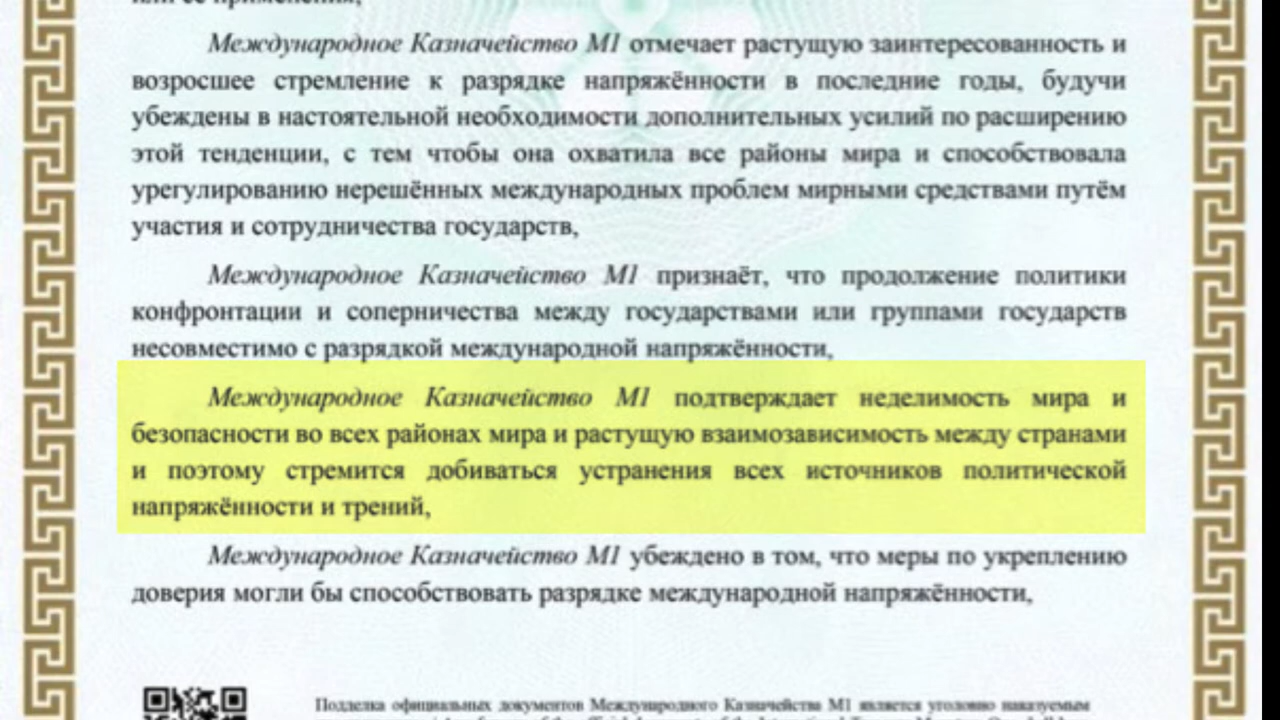 или её применения,
Международное Казначейство М1 отмечает растущую заинтересованность и
возросшее стремление к разрядке напряжённости в последние годы, будучи
убеждены в настоятельной необходимости дополнительных усилий по расширению
этой тенденции, с тем чтобы она охватила все районы мира и способствовала
урегулированию нерешённых международных проблем мирными средствами путём
участия и сотрудничества государств,
Международное Казначейство М1 признаёт, что продолжение политики
конфронтации и соперничества между государствами или группами государств
несовместимо с разрядкой международной напряжённости,
Международное Казначейство М1 подтверждает неделимость мира и
безопасности во всех районах мира и растущую взаимозависимость между странами
и поэтому стремится добиваться устранения всех источников политической
напряжённости и трений,
Международное Казначейство М1 убеждено в том, что меры по укреплению
доверия могли бы способствовать разрядке международной напряжённости,
Подделка официальных документов Международного Казначейства М1 является уголовно наказуемым